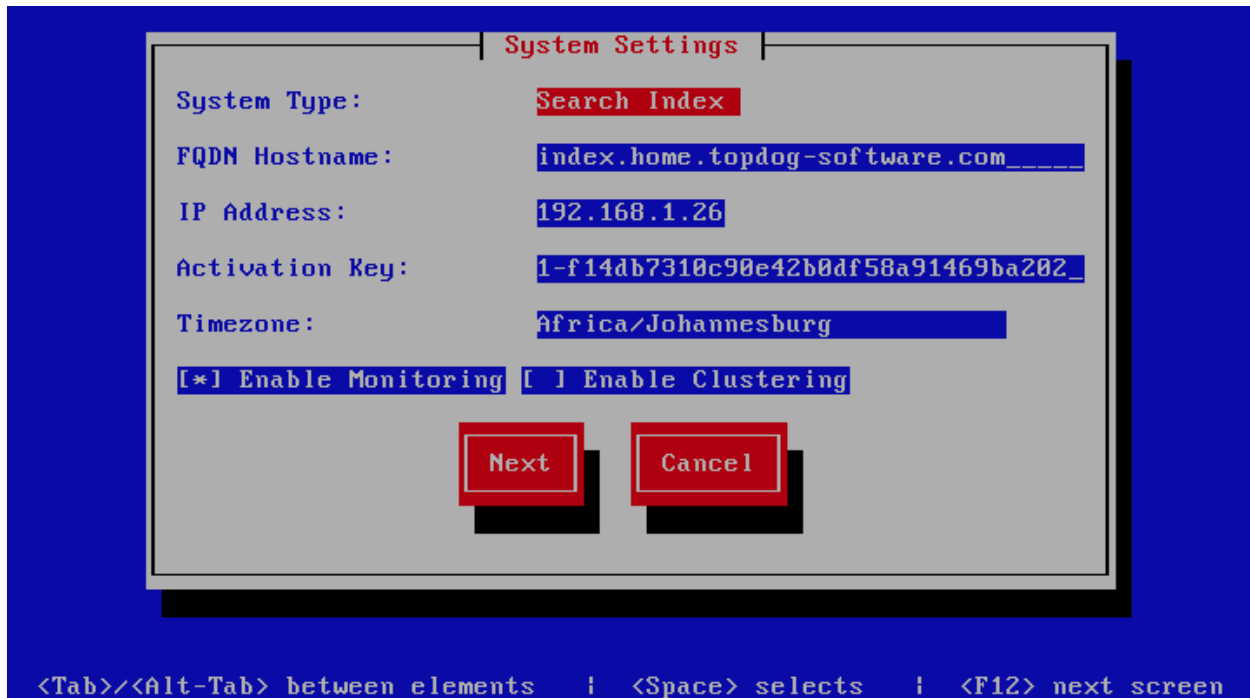 System Settings
System Type: Search Index
FQDN Hostname: index.home.topdog-software.com_____
IP Address: 192.168.1.26
Activation Key: 1-f14db7310c90e42b0df58a91469ba202_
Timezone: Africa/Johannesburg
[*] Enable Monitoring [ ] Enable Clustering
Next Cancel
<Tab>/<Alt-Tab> between elements | <Space> selects | <F12> next screen